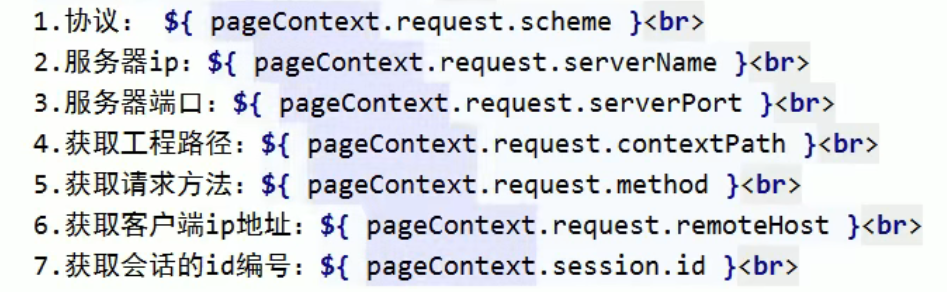 1.协议： ${ pageContext.request.scheme }<br>
2.服务器ip：${ pageContext.request.serverName }<br>
3.服务器端口：${ pageContext.request.serverPort }<br>
4.获取工程路径：${ pageContext.request.contextPath }<br>
5.获取请求方法：${ pageContext.request.method }<br>
6.获取客户端ip地址：${ pageContext.request.remoteHost }<br>
7.获取会话的id编号：${ pageContext.session.id }<br>